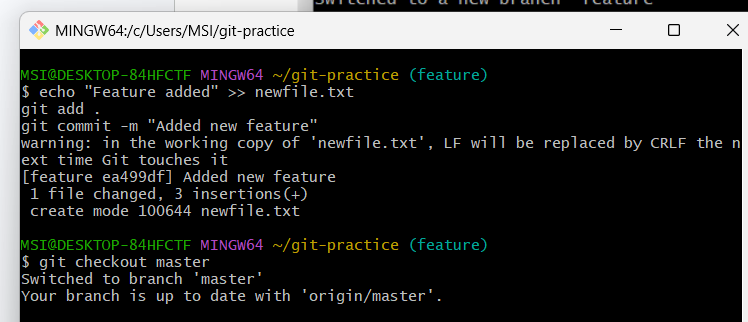 Switched to a new branch 'feature'
MINGW64:/c/Users/MSI/git-practice
MSI@DESKTOP-84HFCTF MINGW64 ~/git-practice (feature)
$ echo "Feature added" >> newfile.txt
git add .
git commit -m "Added new feature"
warning: in the working copy of 'newfile.txt', LF will be replaced by CRLF the n
ext time Git touches it
[feature ea499df] Added new feature
 1 file changed, 3 insertions(+)
 create mode 100644 newfile.txt
MSI@DESKTOP-84HFCTF MINGW64 ~/git-practice (feature)
$ git checkout master
Switched to branch 'master'
Your branch is up to date with 'origin/master'.